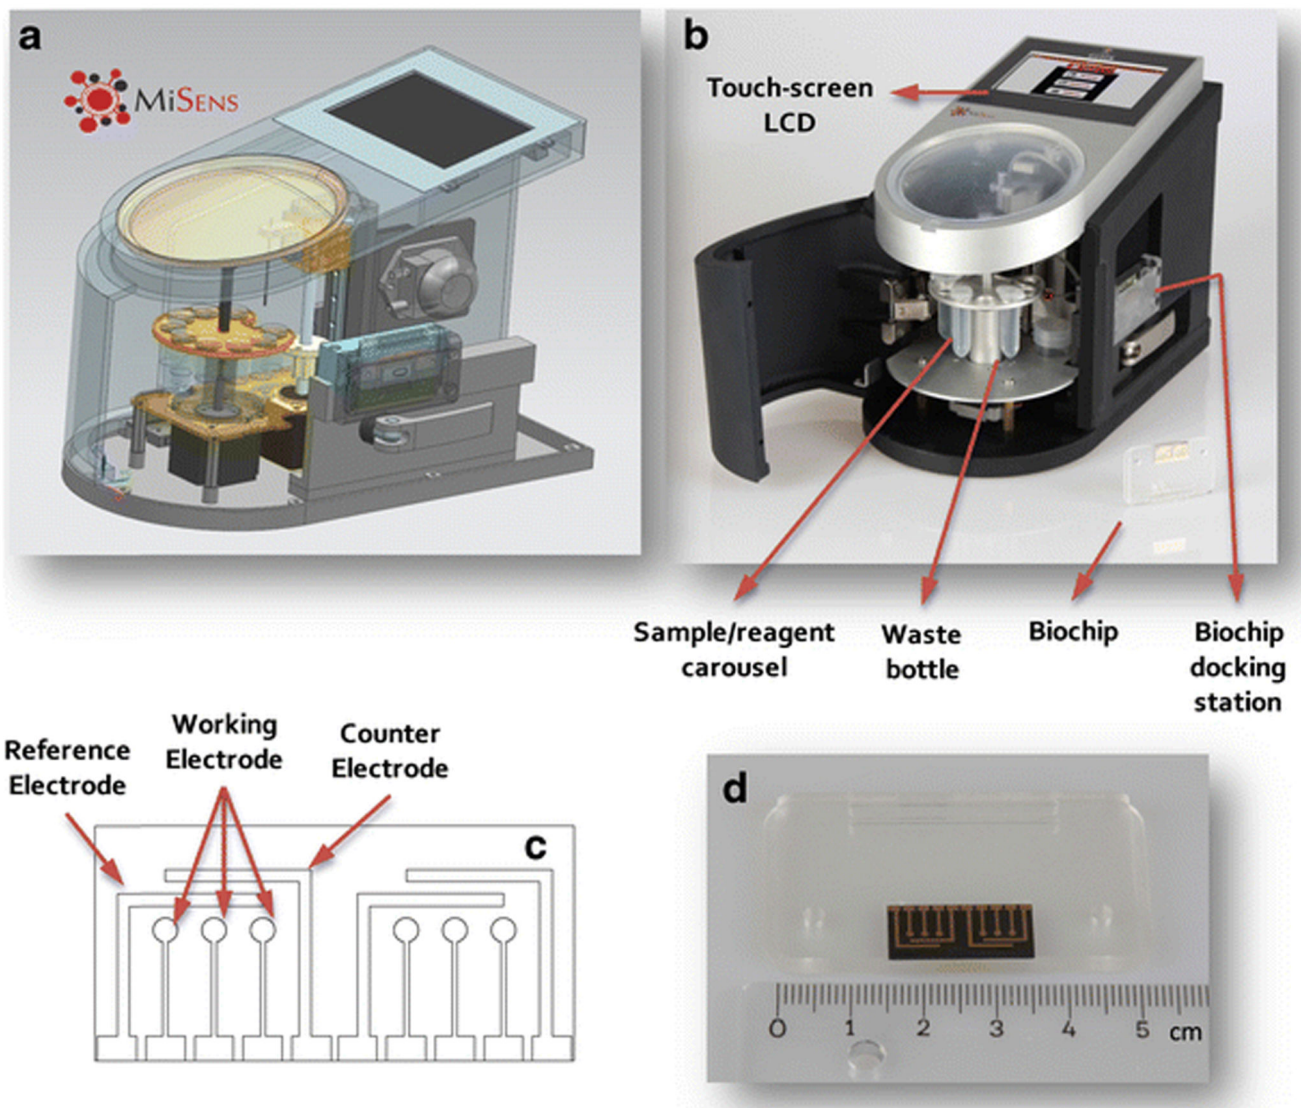 a
MiSens
b
Touch-screen
LCD
Sample/reagent
carousel
Waste
bottle
Biochip
Biochip
docking
station
Reference
Electrode
Working
Electrode
Counter
Electrode
c
d
0 1 2 3 4 5 cm